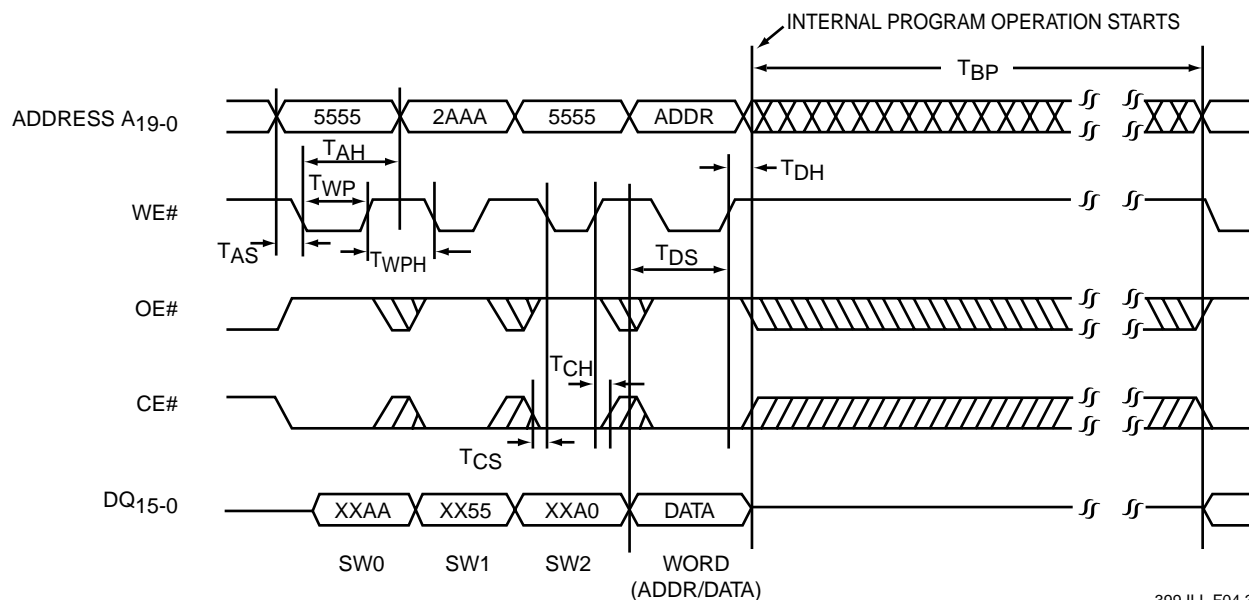 INTERNAL PROGRAM OPERATION STARTS
TBP
ADDRESS A19-0
5555
2AAA
5555
ADDR
TAH
TDH
TWP
WE#
TAS
TWPH
TDS
OE#
TCH
CE#
TCS
DQ15-0
XXAA
XX55
XXA0
DATA
SW0
SW1
SW2
WORD
(ADDR/DATA)